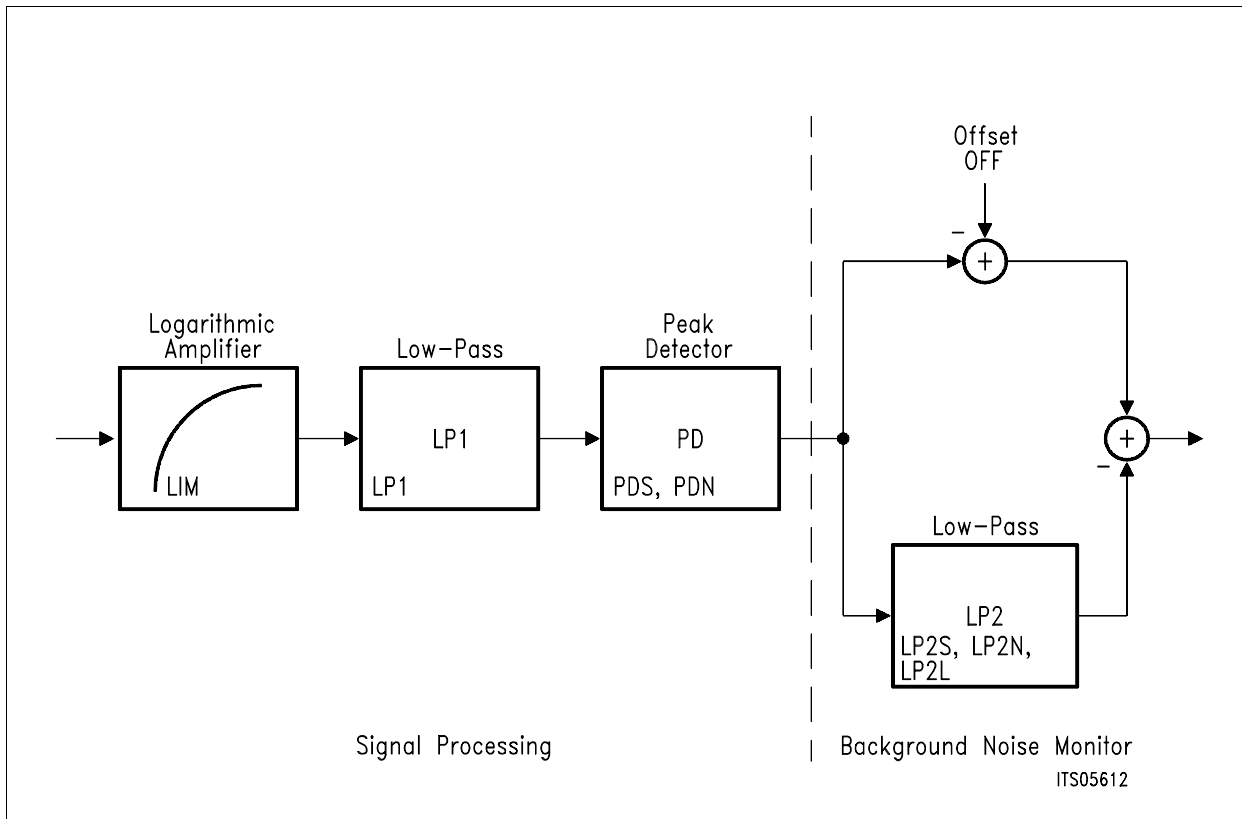 Offset
OFF
-
+
Logarithmic
Amplifier
LIM
Low-Pass
LP1
LP1
Peak
Detector
PD
PDS, PDN
+
-
Low-Pass
LP2
LP2S, LP2N,
LP2L
Signal Processing
Background Noise Monitor
ITS05612